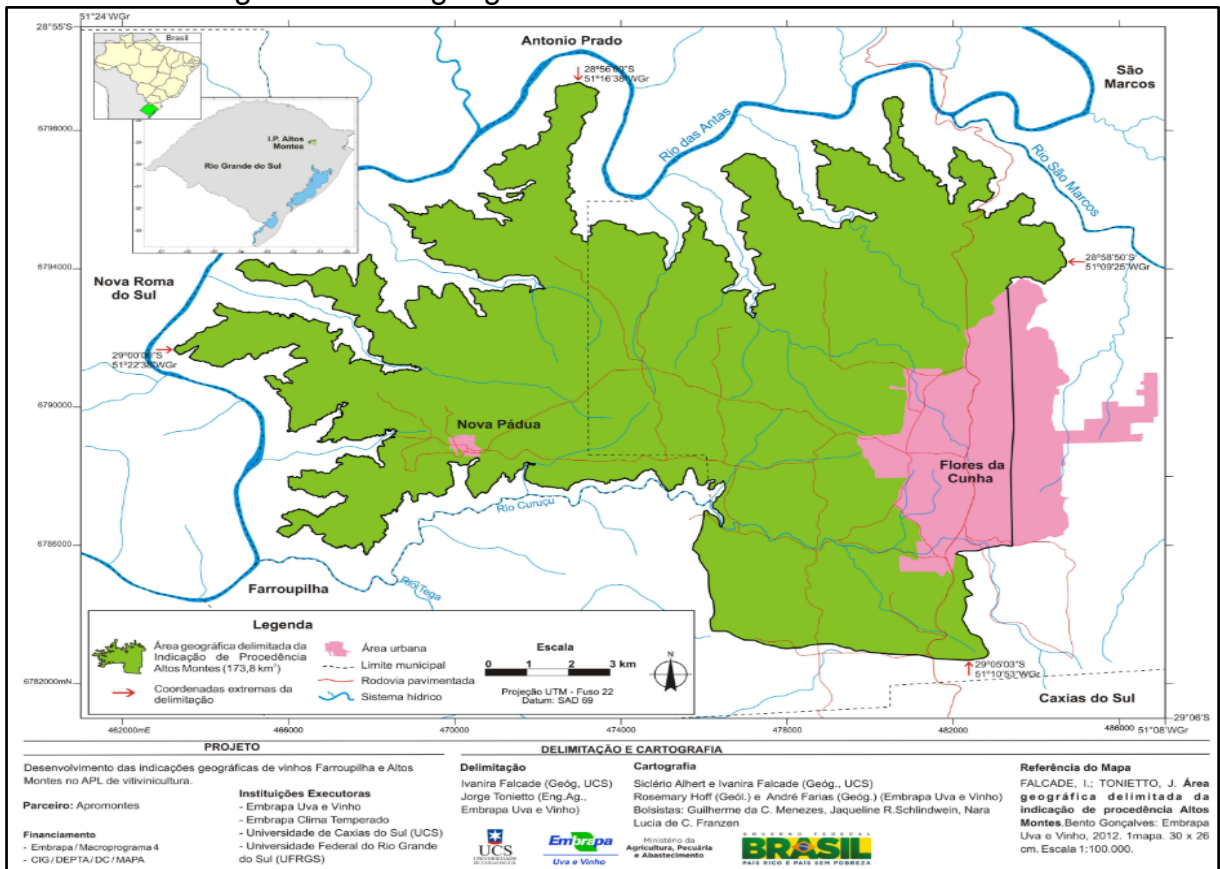 51°24'WGr
28°55'S
Brasil
Antonio Prado
28°56'09"S
51°16'38"WGr
São
Marcos
6798000
I.P. Altos
Montes
Rio Grande do Sul
Rio das Antas
Rio São Marcos
6794000
Nova Roma
do Sul
28°58'50"S
51°09'25"WGr
29°00'09"S
51°22'38"WGr
6790000
Nova Pádua
Flores da
Cunha
Rio Curuçu
6786000
Farroupilha
Rio Tega
Legenda
Área geográfica delimitada da
Indicação de Procedência
Altos Montes (173,8 km²)
Coordenadas extremas da
delimitação
Área urbana
Limite municipal
Rodovia pavimentada
Sistema hídrico
Escala
0 1 2 3 km
Projeção UTM - Fuso 22
Datum: SAD 69
N
29°05'03"S
51°10'53"WGr
6782000mN
Caxias do Sul
29°06'S
462000mE 466000 470000 474000 478000 482000 486000 51°08'WGr
PROJETO
Desenvolvimento das indicações geográficas de vinhos Farroupilha e Altos
Montes no APL de vitivinicultura.
Parceiro: Apromontes
Financiamento
- Embrapa/Macroprograma 4
- CIG/DEPTA/DC/MAPA
Instituições Executoras
- Embrapa Uva e Vinho
- Embrapa Clima Temperado
- Universidade de Caxias do Sul (UCS)
- Universidade Federal do Rio Grande
do Sul (UFRGS)
DELIMITAÇÃO E CARTOGRAFIA
Delimitação
Ivanira Falcade (Geóg, UCS)
Jorge Tonietto (Eng.Ag.,
Embrapa Uva e Vinho)
Cartografia
Siclério Ahlert e Ivanira Falcade (Geóg., UCS)
Rosemary Hoff (Geól.) e André Farias (Geóg.) (Embrapa Uva e Vinho)
Bolsistas: Guilherme da C. Menezes, Jaqueline R.Schlindwein, Nara
Lucia de C. Franzen
UCS
Embrapa
Uva e Vinho
Ministério da
Agricultura, Pecuária
e Abastecimento
GOVERNO FEDERAL
BRASIL
PAÍS RICO É PAÍS SEM POBREZA
Referência do Mapa
FALCADE, I.; TONIETTO, J. Área
geográfica delimitada da
indicação de procedência Altos
Montes.Bento Gonçalves: Embrapa
Uva e Vinho, 2012. 1mapa. 30 x 26
cm. Escala 1:100.000.